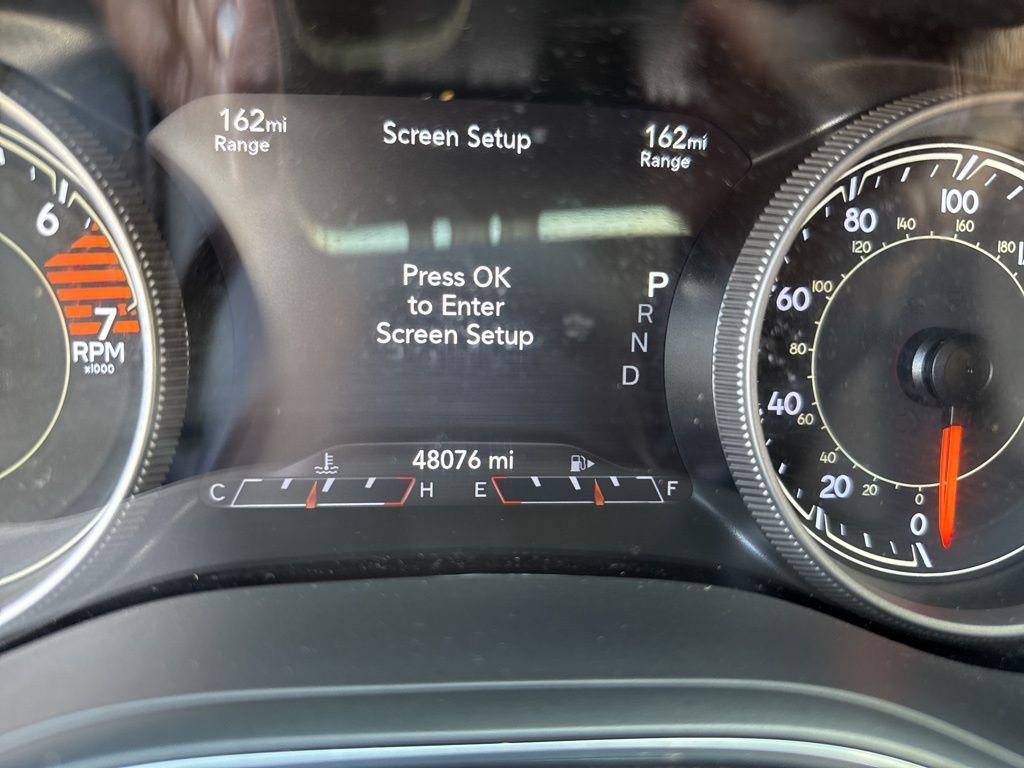 162mi
Range
Screen Setup
162mi
Range
Press OK
to Enter
Screen Setup
P
R
N
D
48076 mi
C
H
E
F
6
7
RPM
x1000
100
80
60
40
20
0
180
160
140
120
100
80
60
40
20
0